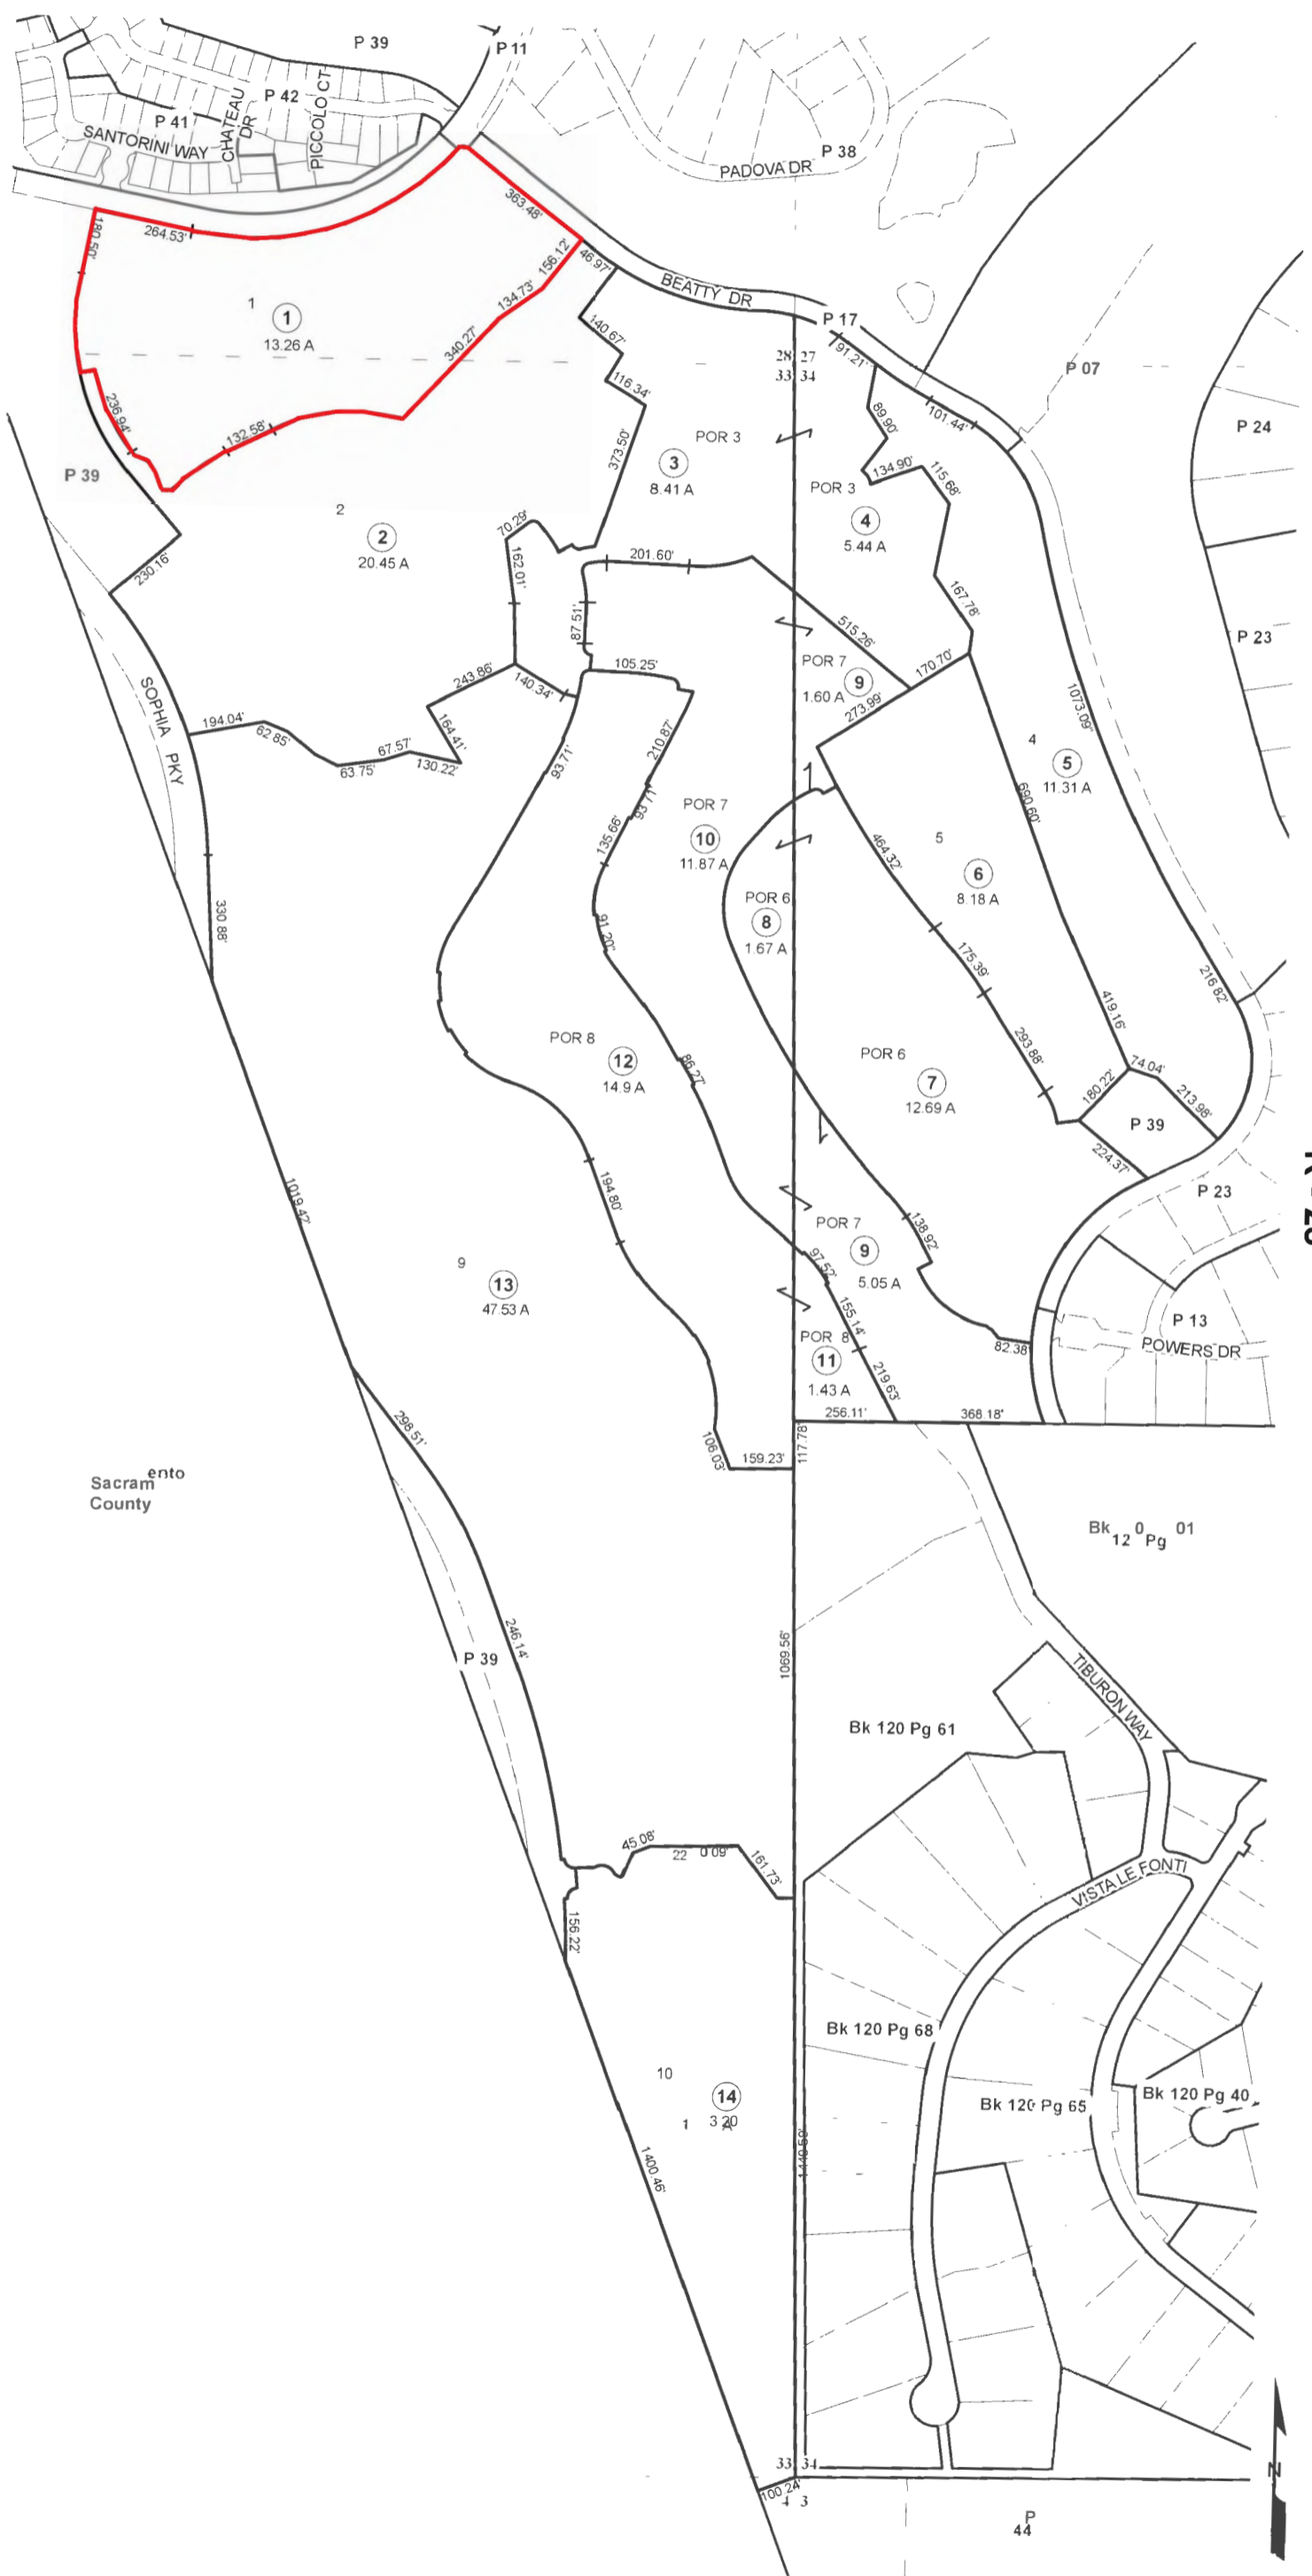 P 39
P 11
P 42
P 41
SANTORINI WAY
CHATEAU
DR
PICCOLO CT
P 38
PADOVA DR
363.48'
180.50'
264.53'
156.12'
46.97'
134.73'
340.27'
1
1
13.26 A
BEATTY DR
P 17
140.67'
28 27
33 34
91.21'
P 07
116.34'
89.90'
101.44'
P 24
236.94'
132.58'
POR 3
373.50'
3
8.41 A
134.90'
115.68'
P 39
POR 3
2
4
5.44 A
70.29'
2
20.45 A
201.60'
230.16'
162.01'
167.78'
87.51'
515.26'
P 23
POR 7
9
1.60 A
170.70'
105.25'
243.86'
140.34'
273.99'
1073.09"
SOPHIA PKY
194.04'
62.85'
164.41'
67.57'
63.75'
130.22'
210.87'
93.71'
4
5
11.31 A
93.71'
POR 7
690.60'
135.66'
10
11.87 A
464.32'
5
6
8.18 A
POR 6
8
1.67 A
330.88'
91.20'
175.39'
216.82'
419.16'
POR 8
12
14.9 A
293.88'
POR 6
86.27'
7
12.69 A
74.04'
180.22'
213.98'
P 39
224.37'
194.80'
1019.42'
P 23
POR 7
138.92'
9
5.05 A
97.52'
9
13
47.53 A
155.14'
P 13
POWERS DR
POR 8
82.38'
11
1.43 A
219.63'
256.11'
368.18'
298.51'
106.03'
159.23'
117.78'
Sacramento
County
Bk 120 Pg 01
246.14'
P 39
1069.56'
TIBURON WAY
Bk 120 Pg 61
45.08'
22 0.09'
161.73'
VISTA LE FONTI
156.22'
Bk 120 Pg 68
10
14
1 3.20 A
Bk 120 Pg 65
Bk 120 Pg 40
1400.46'
33 34
4 3
100.24'
N
P
44